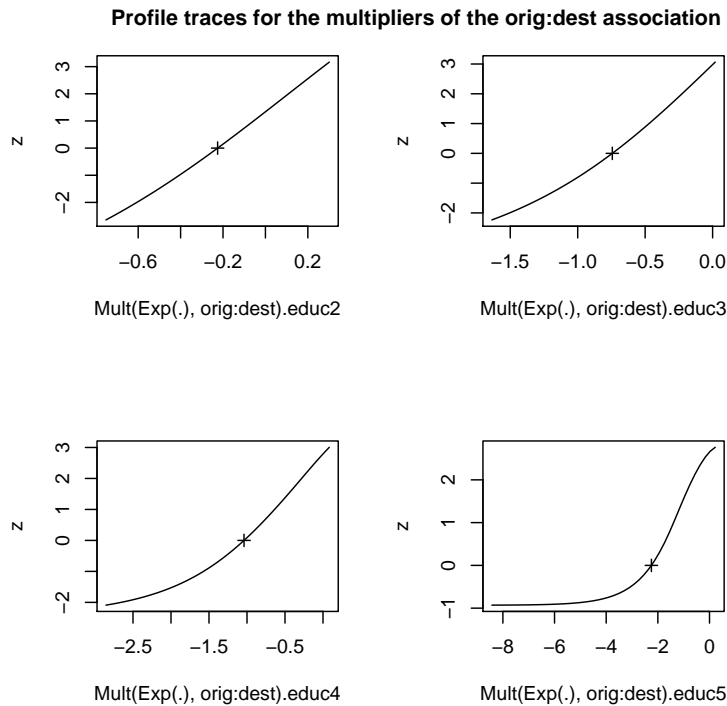 Profile traces for the multipliers of the orig:dest association
z
3
2
1
0
−2
−0.6 −0.2 0.2
Mult(Exp(.), orig:dest).educ2
z
3
2
1
0
−2
−1.5 −1.0 −0.5 0.0
Mult(Exp(.), orig:dest).educ3
z
3
2
1
0
−2
−2.5 −1.5 −0.5
Mult(Exp(.), orig:dest).educ4
z
2
1
0
−1
−8 −6 −4 −2 0
Mult(Exp(.), orig:dest).educ5